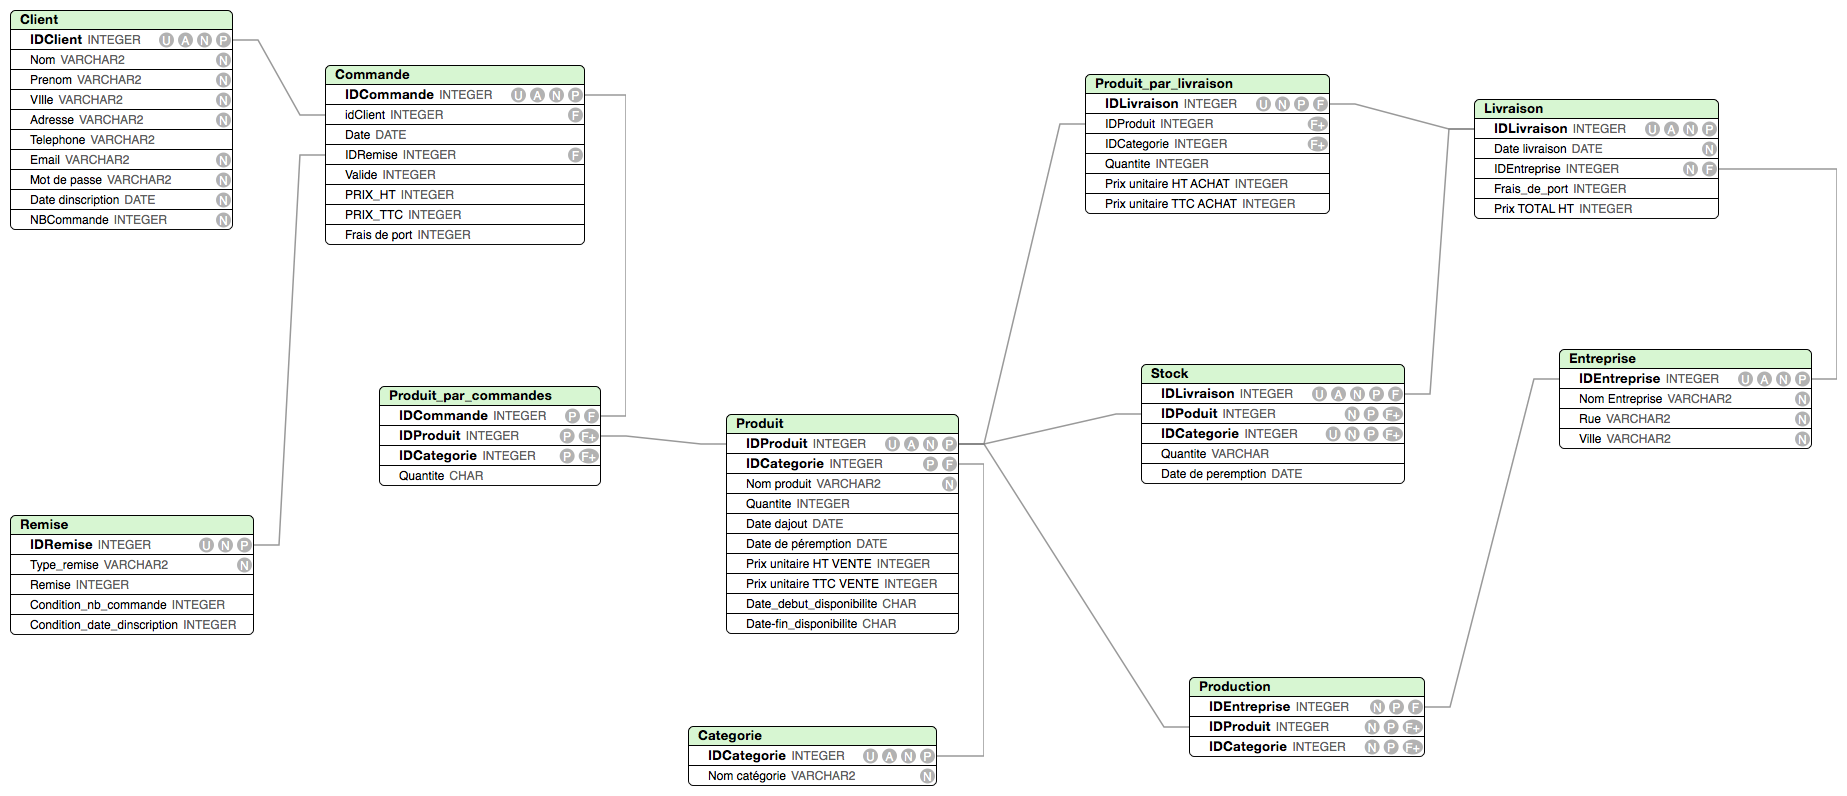 Client
IDClient INTEGER U A N P
Nom VARCHAR2 N
Prenom VARCHAR2 N
VIlle VARCHAR2 N
Adresse VARCHAR2 N
Telephone VARCHAR2
Email VARCHAR2 N
Mot de passe VARCHAR2 N
Date dinscription DATE N
NBCommande INTEGER N
Commande
IDCommande INTEGER U A N P
idClient INTEGER F
Date DATE
IDRemise INTEGER F
Valide INTEGER
PRIX_HT INTEGER
PRIX_TTC INTEGER
Frais de port INTEGER
Produit_par_livraison
IDLivraison INTEGER U N P F
IDProduit INTEGER F+
IDCategorie INTEGER F+
Quantite INTEGER
Prix unitaire HT ACHAT INTEGER
Prix unitaire TTC ACHAT INTEGER
Livraison
IDLivraison INTEGER U A N P
Date livraison DATE N
IDEntreprise INTEGER N F
Frais_de_port INTEGER
Prix TOTAL HT INTEGER
Produit_par_commandes
IDCommande INTEGER P F
IDProduit INTEGER P F+
IDCategorie INTEGER P F+
Quantite CHAR
Produit
IDProduit INTEGER U A N P
IDCategorie INTEGER P F
Nom produit VARCHAR2 N
Quantite INTEGER
Date dajout DATE
Date de péremption DATE
Prix unitaire HT VENTE INTEGER
Prix unitaire TTC VENTE INTEGER
Date_debut_disponibilite CHAR
Date-fin_disponibilite CHAR
Stock
IDLivraison INTEGER U A N P F
IDPoduit INTEGER N P F+
IDCategorie INTEGER U N P F+
Quantite VARCHAR
Date de peremption DATE
Entreprise
IDEntreprise INTEGER U A N P
Nom Entreprise VARCHAR2 N
Rue VARCHAR2 N
Ville VARCHAR2 N
Remise
IDRemise INTEGER U N P
Type_remise VARCHAR2 N
Remise INTEGER
Condition_nb_commande INTEGER
Condition_date_dinscription INTEGER
Categorie
IDCategorie INTEGER U A N P
Nom catégorie VARCHAR2 N
Production
IDEntreprise INTEGER N P F
IDProduit INTEGER N P F+
IDCategorie INTEGER N P F+